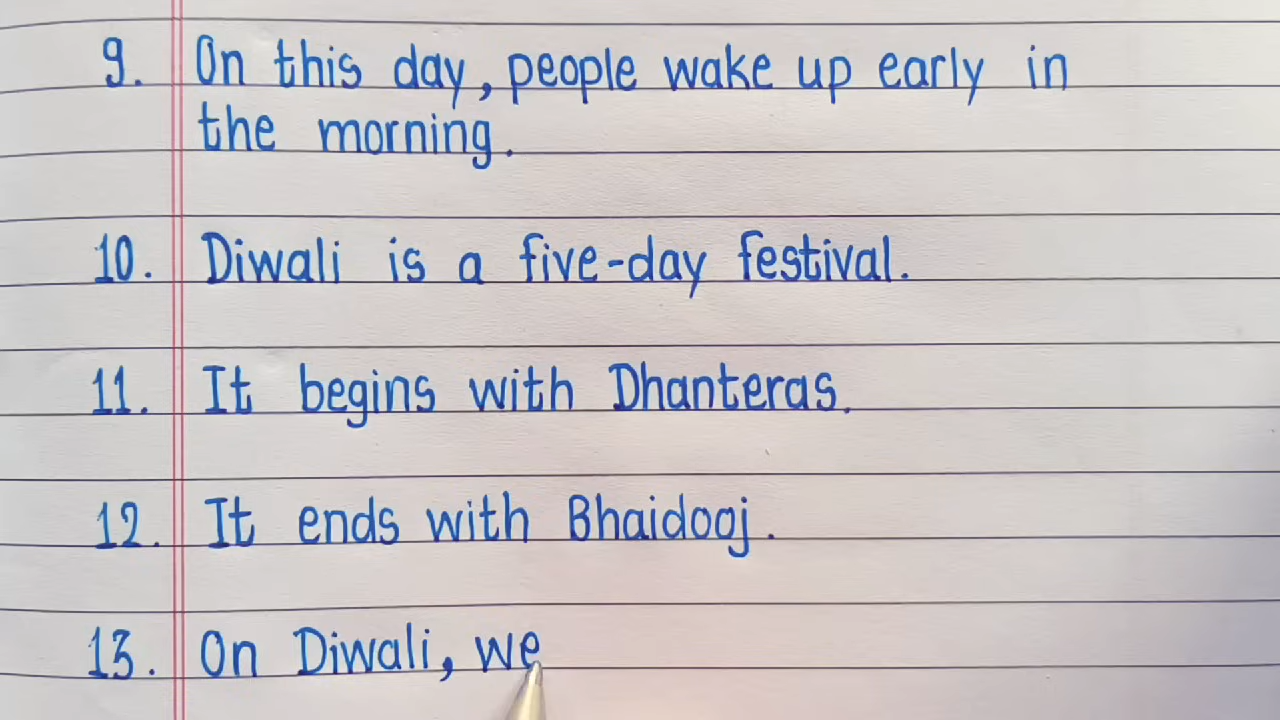 9. On this day, people wake up early in
the morning.
10. Diwali is a five-day festival.
11. It begins with Dhanteras.
12. It ends with Bhaidooj.
13. On Diwali, we